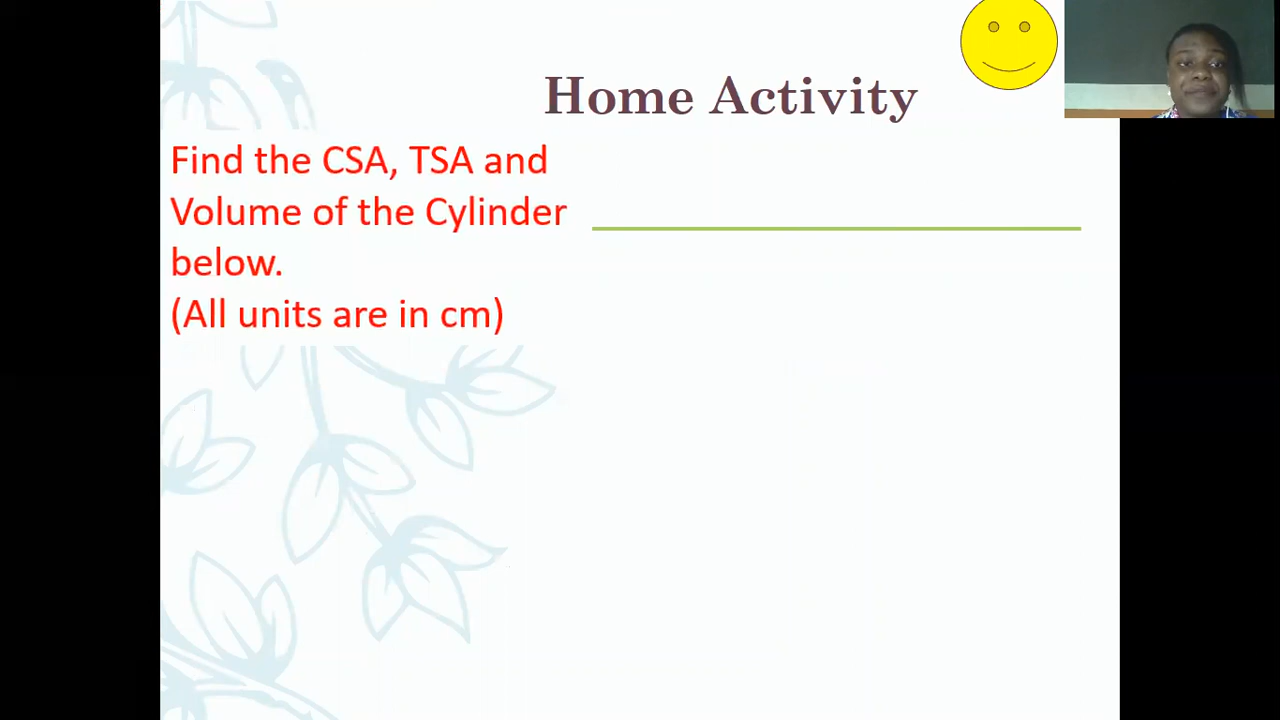 Home Activity
Find the CSA, TSA and
Volume of the Cylinder
below.
(All units are in cm)